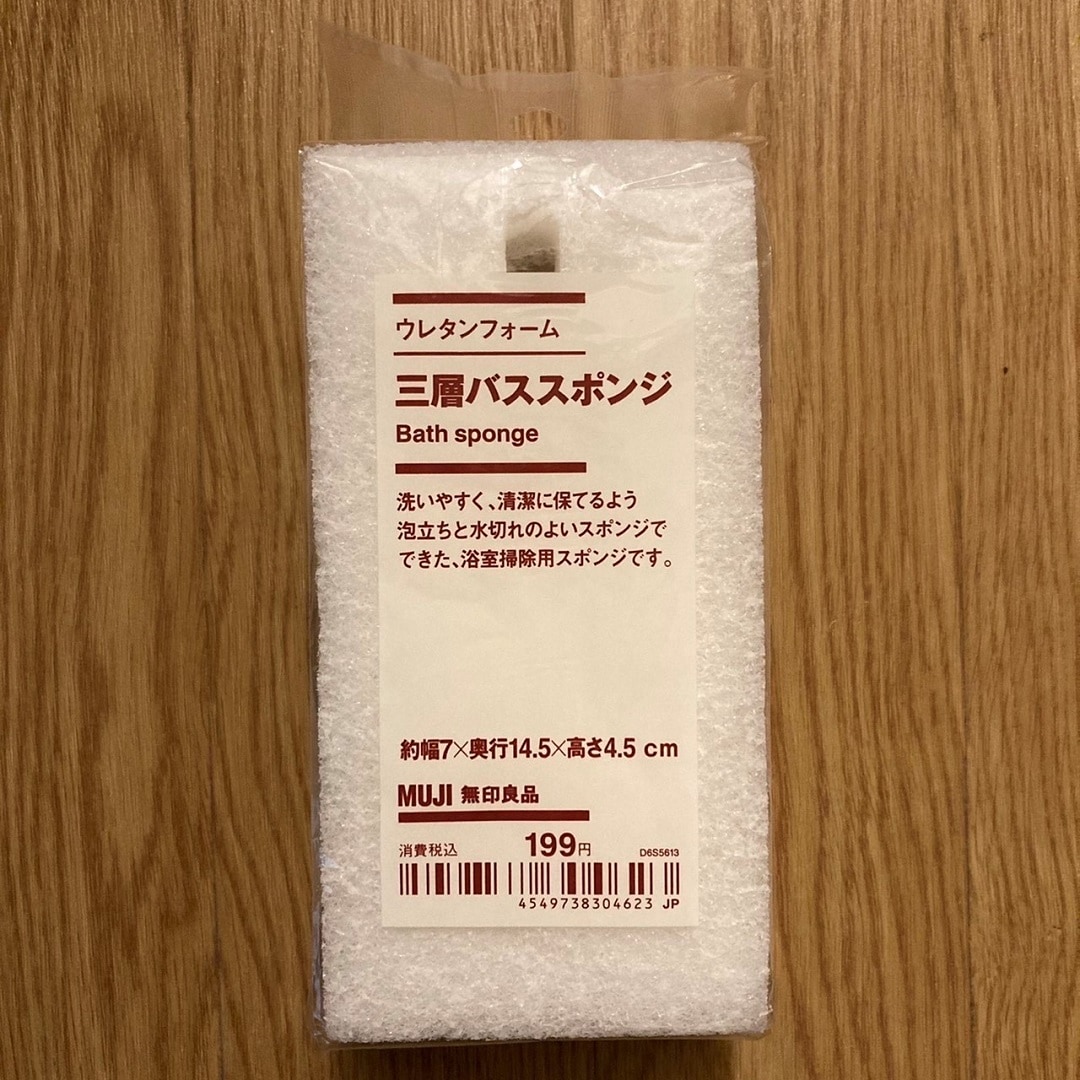 ウレタンフォーム
三層バススポンジ
Bath sponge
洗いやすく、清潔に保てるよう
泡立ちと水切れのよいスポンジで
できた、浴室掃除用スポンジです。
約幅7×奥行14.5×高さ4.5 cm
MUJI 無印良品
消費税込 199円 D6S5613
4549738304623 JP